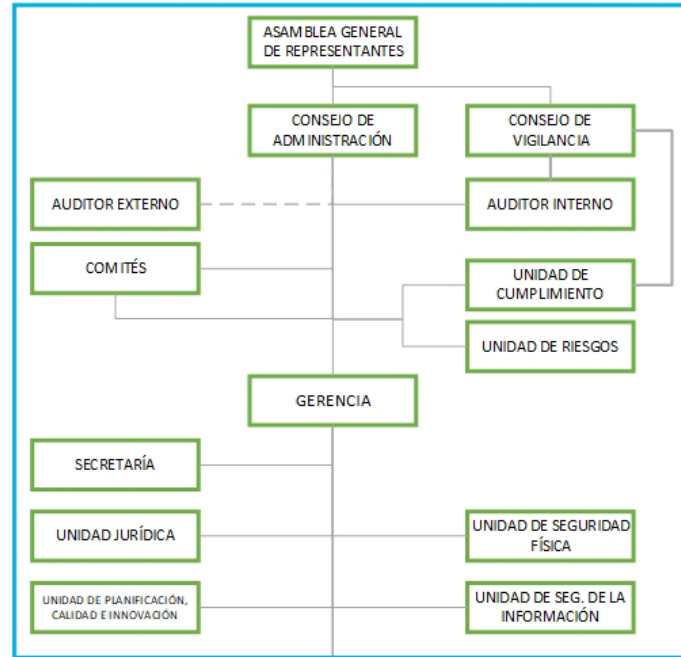 ASAMBLEA GENERAL
DE REPRESENTANTES
CONSEJO DE
ADMINISTRACIÓN
CONSEJO DE
VIGILANCIA
AUDITOR EXTERNO
AUDITOR INTERNO
COMITÉS
UNIDAD DE
CUMPLIMIENTO
UNIDAD DE RIESGOS
GERENCIA
SECRETARÍA
UNIDAD JURÍDICA
UNIDAD DE SEGURIDAD
FÍSICA
UNIDAD DE PLANIFICACIÓN,
CALIDAD E INNOVACIÓN
UNIDAD DE SEG. DE LA
INFORMACIÓN